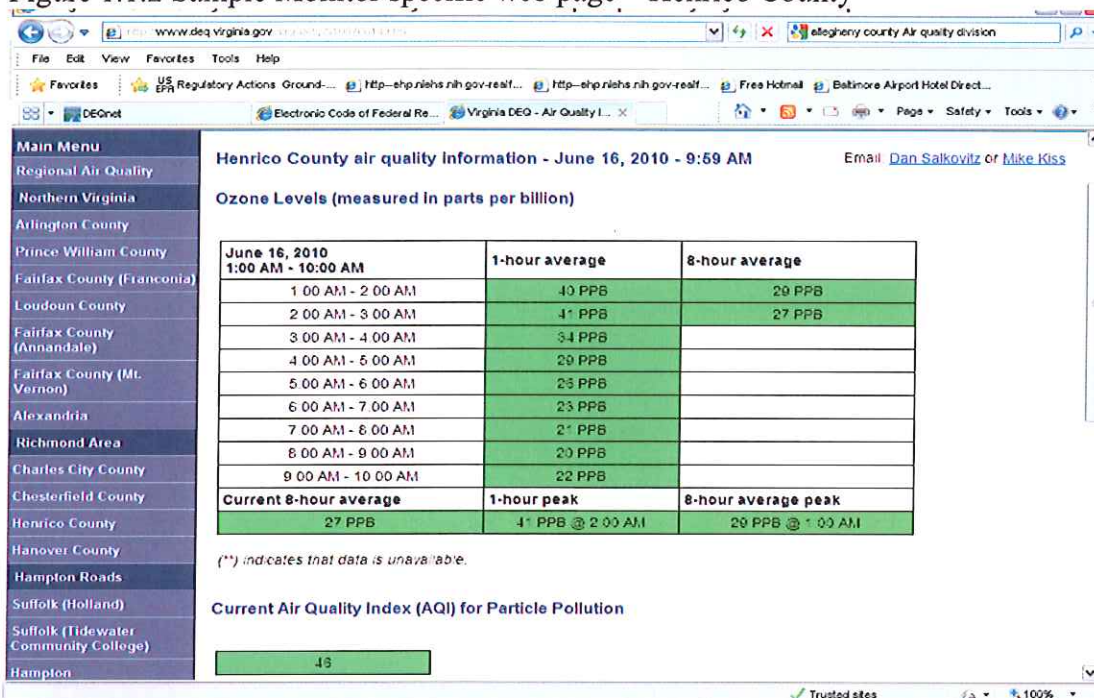 Figure 1.1.2 Sample Monitor specific web page - Henrico County
www.deq.virginia.gov
allegheny county Air quality division
File Edit View Favorites Tools Help
Favorites US EPA Regulatory Actions Ground-... http--ehp.niehs.nih.gov-realf... http--ehp.niehs.nih.gov-realf... Free Hotmail Baltimore Airport Hotel Direct...
DEQnet Electronic Code of Federal Re... Virginia DEQ - Air Quality I... Page Safety Tools
Main Menu
Regional Air Quality
Northern Virginia
Arlington County
Prince William County
Fairfax County (Franconia)
Loudoun County
Fairfax County
(Annandale)
Fairfax County (Mt.
Vernon)
Alexandria
Richmond Area
Charles City County
Chesterfield County
Henrico County
Hanover County
Hampton Roads
Suffolk (Holland)
Suffolk (Tidewater
Community College)
Hampton
Henrico County air quality information - June 16, 2010 - 9:59 AM
Email: Dan Salkovitz or Mike Kiss
Ozone Levels (measured in parts per billion)
June 16, 2010
1:00 AM - 10:00 AM 1-hour average 8-hour average
1:00 AM - 2:00 AM 40 PPB 29 PPB
2:00 AM - 3:00 AM 41 PPB 27 PPB
3:00 AM - 4:00 AM 34 PPB
4:00 AM - 5:00 AM 29 PPB
5:00 AM - 6:00 AM PPB
6:00 AM - 7:00 AM 23 PPB
7:00 AM - 8:00 AM 21 PPB
8:00 AM - 9:00 AM 20 PPB
9:00 AM - 10:00 AM 22 PPB
Current 8-hour average 1-hour peak 8-hour average peak
27 PPB 41 PPB @ 2:00 AM 29 PPB @ 1:00 AM
(**) indicates that data is unavailable.
Current Air Quality Index (AQI) for Particle Pollution
46
Trusted sites 100%